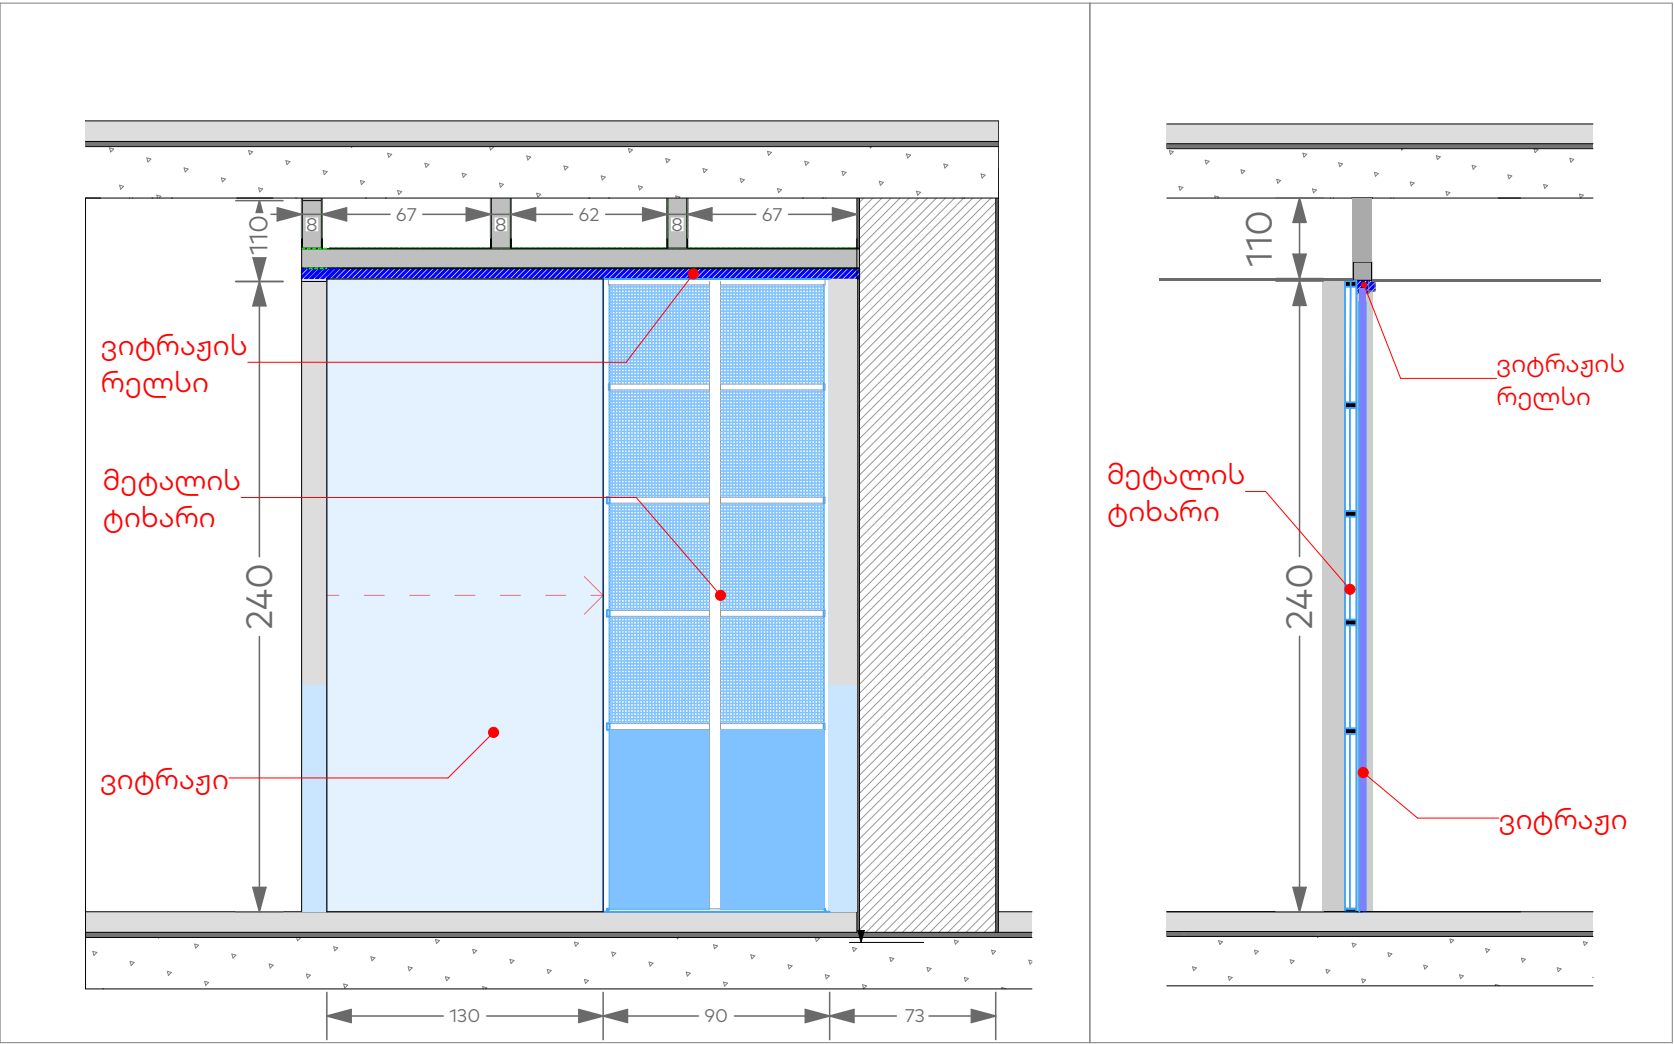 8
67
8
62
8
67
110
ვიტრაჟის
რელსი
მეტალის
ტიხარი
240
ვიტრაჟი
130
90
73
110
ვიტრაჟის
რელსი
მეტალის
ტიხარი
240
ვიტრაჟი